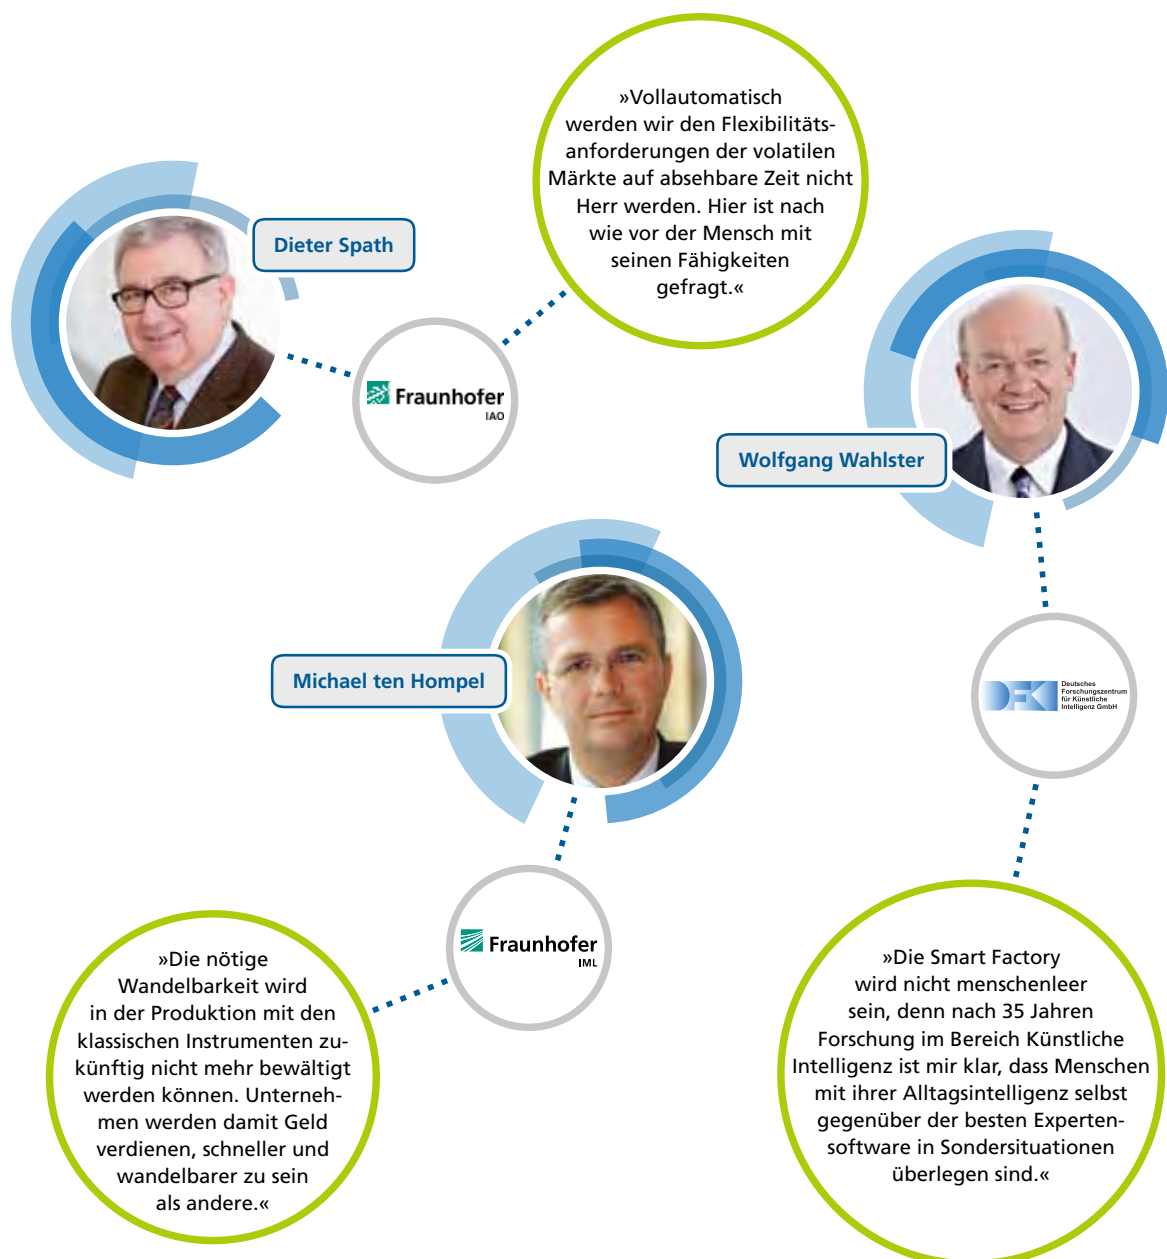 »Vollautomatisch
werden wir den Flexibilitäts-
anforderungen der volatilen
Märkte auf absehbare Zeit nicht
Herr werden. Hier ist nach
wie vor der Mensch mit
seinen Fähigkeiten
gefragt.«
Dieter Spath
Fraunhofer
IAO
Wolfgang Wahlster
Michael ten Hompel
DFKI
Deutsches
Forschungszentrum
für Künstliche
Intelligenz GmbH
Fraunhofer
IML
»Die nötige
Wandelbarkeit wird
in der Produktion mit den
klassischen Instrumenten zu-
künftig nicht mehr bewältigt
werden können. Unterneh-
men werden damit Geld
verdienen, schneller und
wandelbarer zu sein
als andere.«
»Die Smart Factory
wird nicht menschenleer
sein, denn nach 35 Jahren
Forschung im Bereich Künstliche
Intelligenz ist mir klar, dass Menschen
mit ihrer Alltagsintelligenz selbst
gegenüber der besten Experten-
software in Sondersituationen
überlegen sind.«